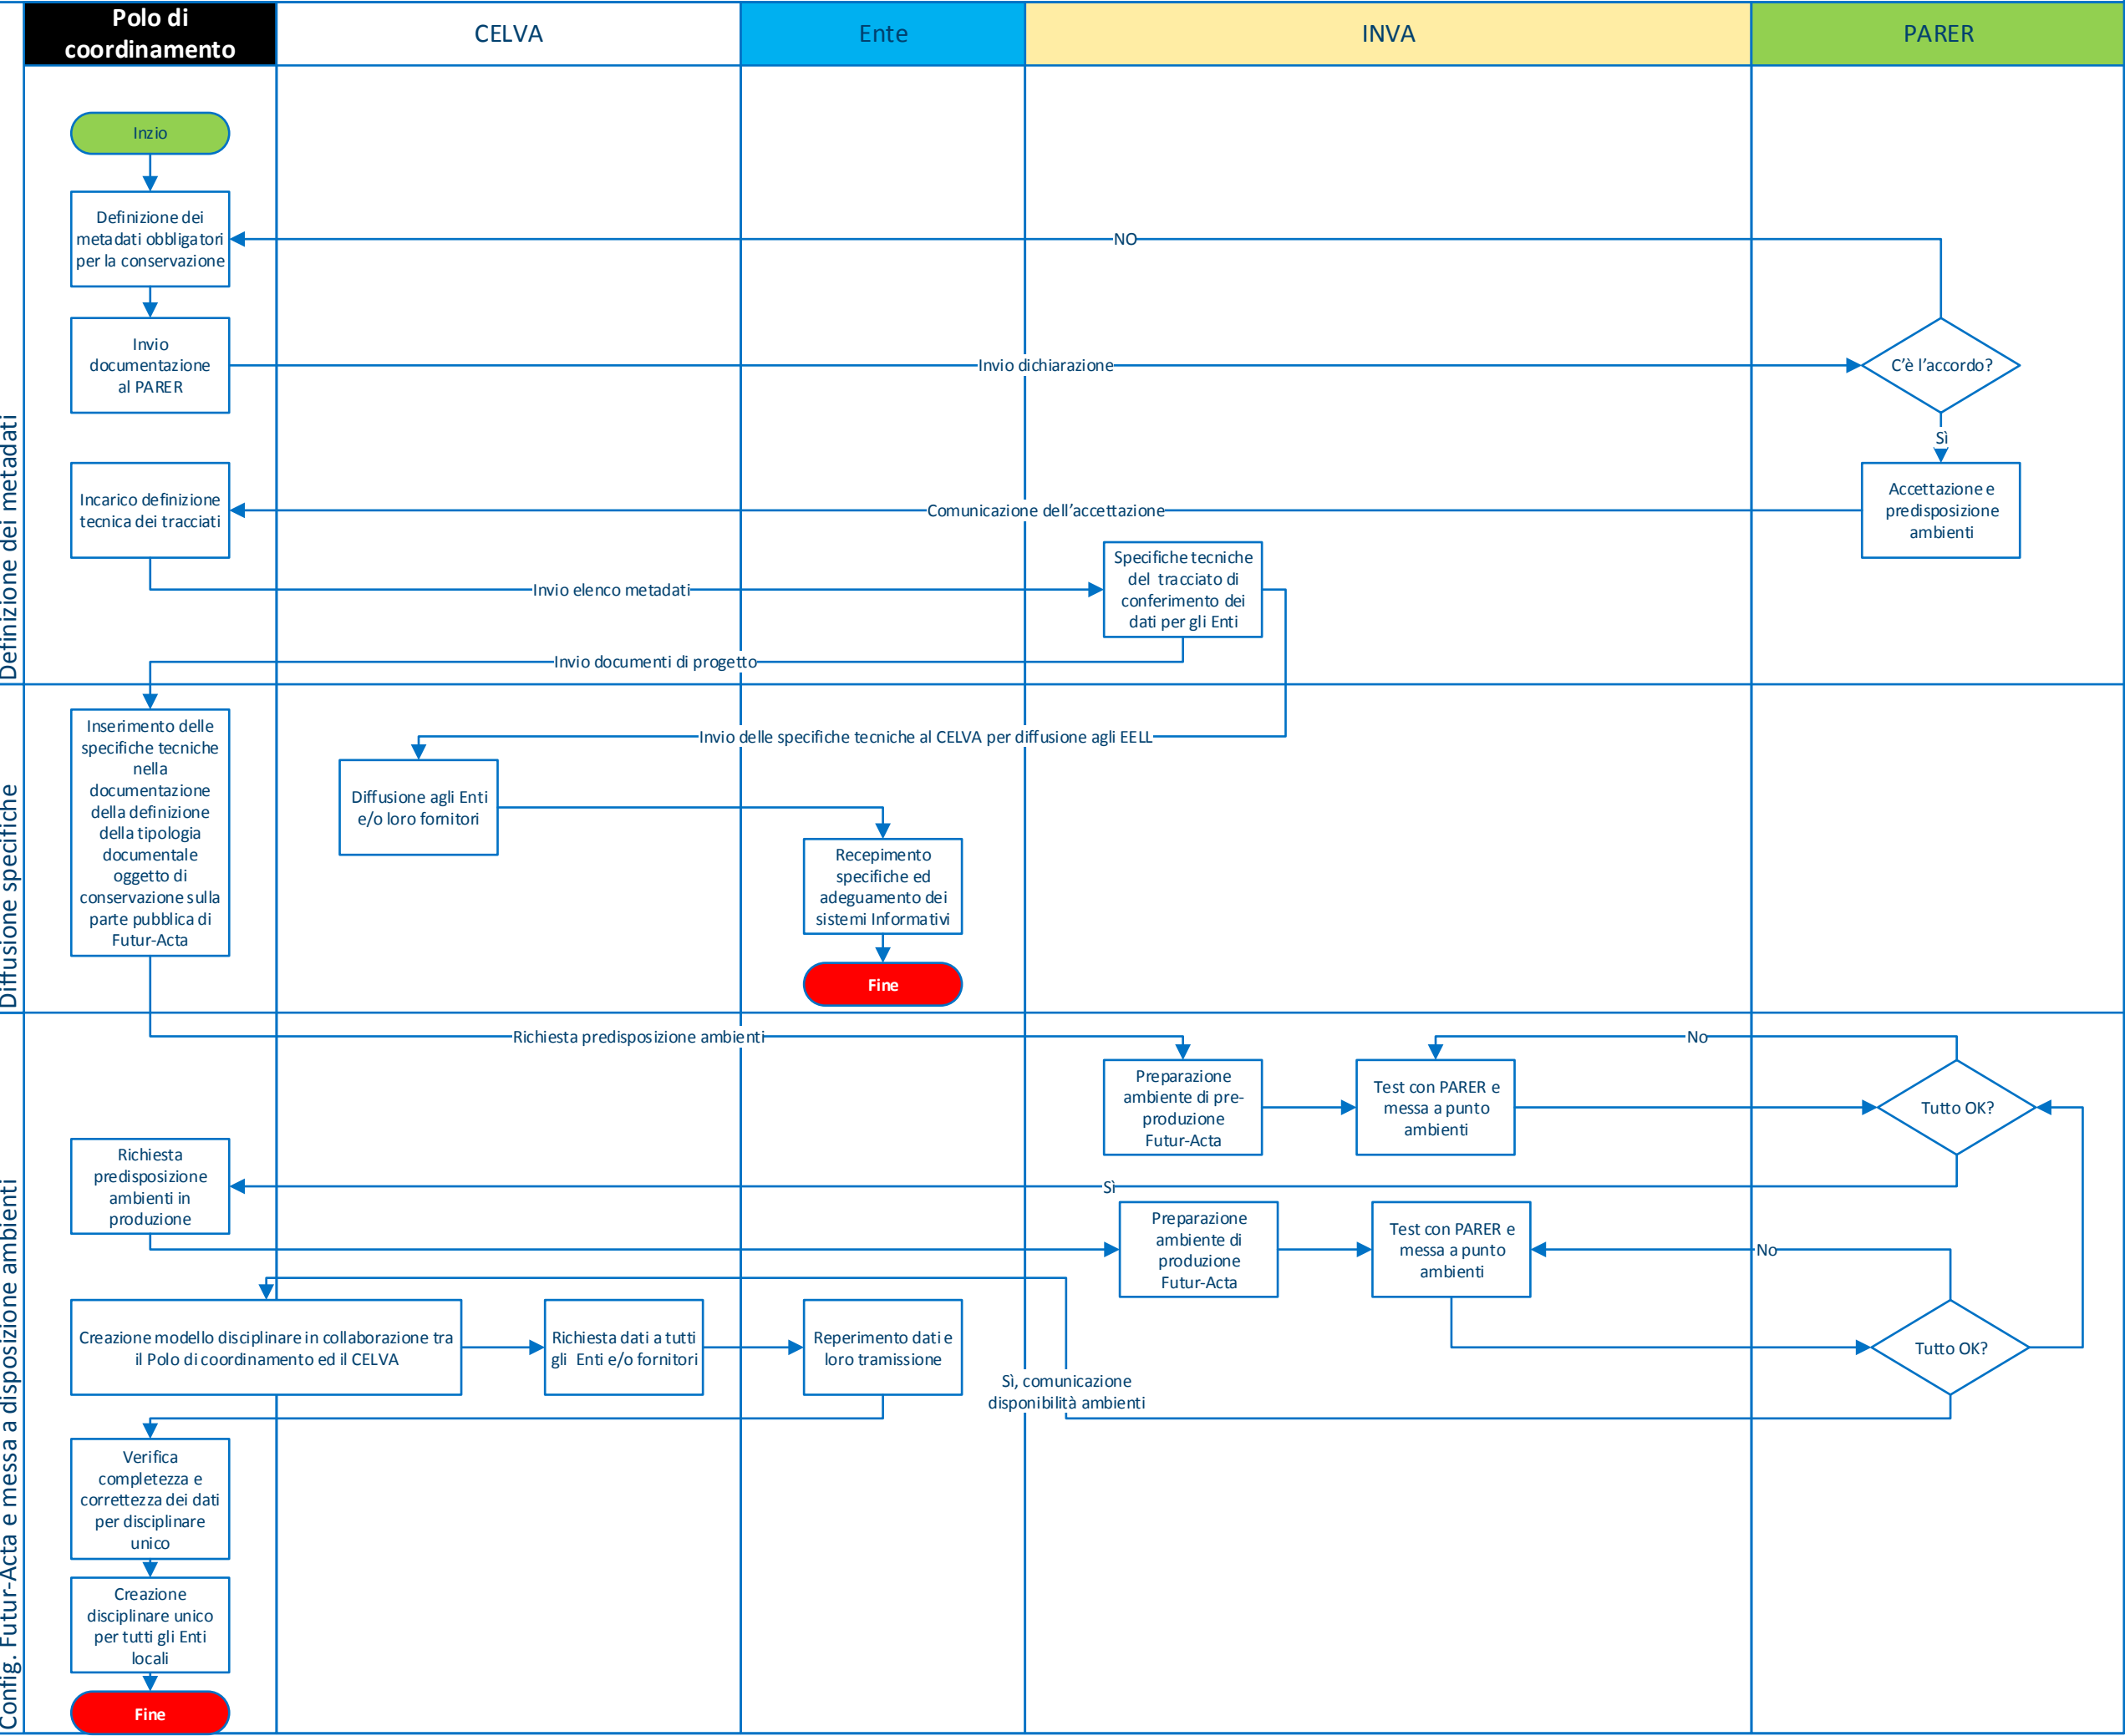 Polo di
coordinamento
CELVA
Ente
INVA
PARER
Definizione dei metadati
Inzio
Definizione dei
metadati obbligatori
per la conservazione
NO
Invio
documentazione
al PARER
Invio dichiarazione
C'è l'accordo?
Sì
Incarico definizione
tecnica dei tracciati
Comunicazione dell'accettazione
Accettazione e
predisposizione
ambienti
Invio elenco metadati
Specifiche tecniche
del tracciato di
conferimento dei
dati per gli Enti
Invio documenti di progetto
Diffusione specifiche
Inserimento delle
specifiche tecniche
nella
documentazione
della definizione
della tipologia
documentale
oggetto di
conservazione sulla
parte pubblica di
Futur-Acta
Invio delle specifiche tecniche al CELVA per diffusione agli EELL
Diffusione agli Enti
e/o loro fornitori
Recepimento
specifiche ed
adeguamento dei
sistemi Informativi
Fine
Config. Futur-Acta e messa a disposizione ambienti
Richiesta predisposizione ambienti
No
Preparazione
ambiente di pre-
produzione
Futur-Acta
Test con PARER e
messa a punto
ambienti
Tutto OK?
Richiesta
predisposizione
ambienti in
produzione
Sì
Preparazione
ambiente di
produzione
Futur-Acta
Test con PARER e
messa a punto
ambienti
No
Creazione modello disciplinare in collaborazione tra
il Polo di coordinamento ed il CELVA
Richiesta dati a tutti
gli Enti e/o fornitori
Reperimento dati e
loro tramissione
Sì, comunicazione
disponibilità ambienti
Tutto OK?
Verifica
completezza e
correttezza dei dati
per disciplinare
unico
Creazione
disciplinare unico
per tutti gli Enti
locali
Fine